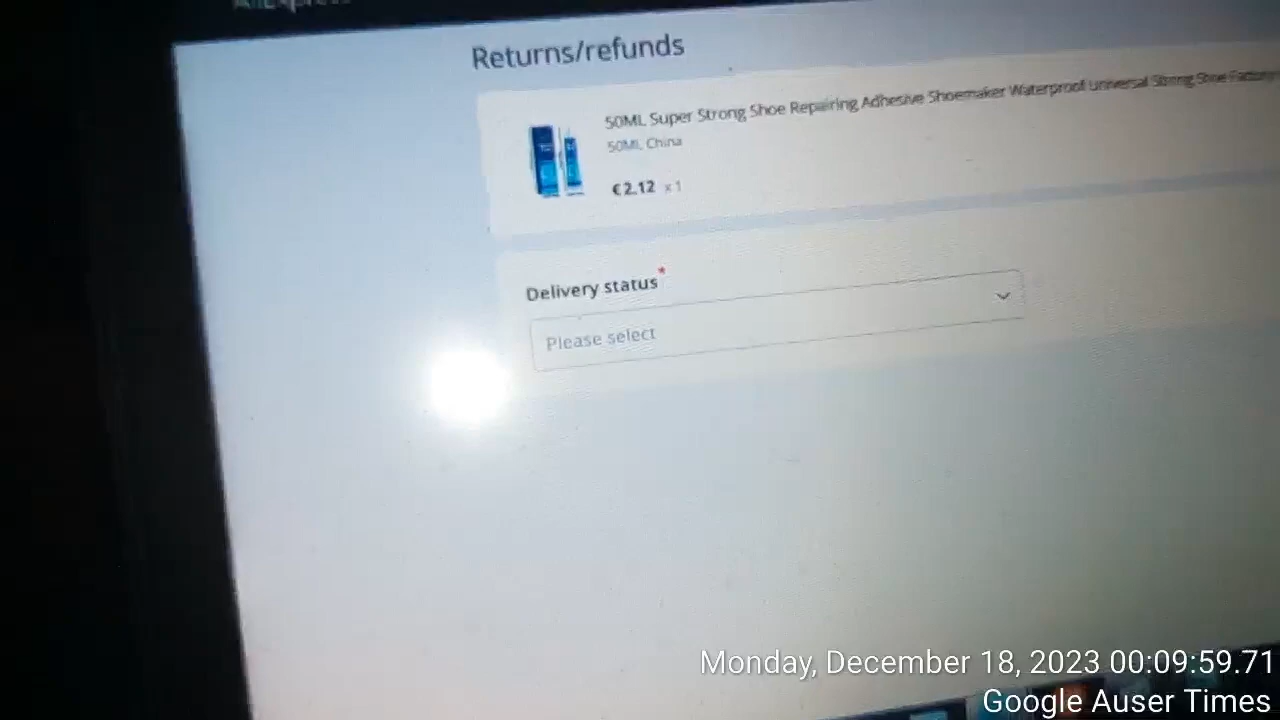 Returns/refunds
50ML Super Strong Shoe Repairing Adhesive Shoemaker Waterproof Universal Strong Shoe Factory
50ML, China
€2.12 x1
Delivery status*
Please select
Monday, December 18, 2023 00:09:59.71
Google Auser Times